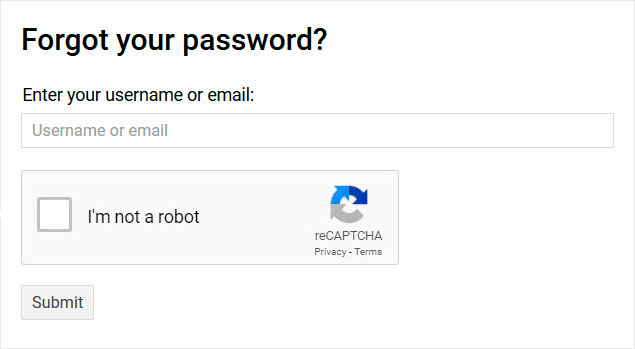 Forgot your password?
Enter your username or email:
Username or email
I'm not a robot
reCAPTCHA
Privacy - Terms
Submit